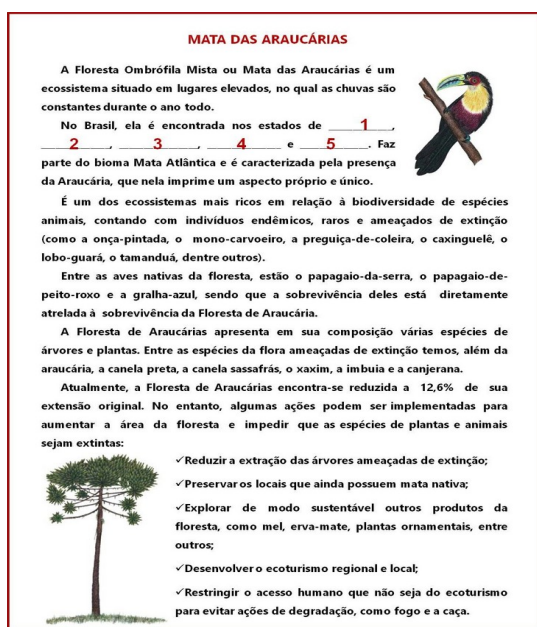 MATA DAS ARAUCÁRIAS
A Floresta Ombrófila Mista ou Mata das Araucárias é um
ecossistema situado em lugares elevados, no qual as chuvas são
constantes durante o ano todo.
No Brasil, ela é encontrada nos estados de ____1____,
____2____, ____3____, ____4____ e ____5____. Faz
parte do bioma Mata Atlântica e é caracterizada pela presença
da Araucária, que nela imprime um aspecto próprio e único.
É um dos ecossistemas mais ricos em relação à biodiversidade de espécies
animais, contando com indivíduos endêmicos, raros e ameaçados de extinção
(como a onça-pintada, o mono-carvoeiro, a preguiça-de-coleira, o caxinguelê, o
lobo-guará, o tamanduá, dentre outros).
Entre as aves nativas da floresta, estão o papagaio-da-serra, o papagaio-de-
peito-roxo e a gralha-azul, sendo que a sobrevivência deles está diretamente
atrelada à sobrevivência da Floresta de Araucária.
A Floresta de Araucárias apresenta em sua composição várias espécies de
árvores e plantas. Entre as espécies da flora ameaçadas de extinção temos, além da
araucária, a canela preta, a canela sassafrás, o xaxim, a imbuia e a canjerana.
Atualmente, a Floresta de Araucárias encontra-se reduzida a 12,6% de sua
extensão original. No entanto, algumas ações podem ser implementadas para
aumentar a área da floresta e impedir que as espécies de plantas e animais
sejam extintas:
✓Reduzir a extração das árvores ameaçadas de extinção;
✓Preservar os locais que ainda possuem mata nativa;
✓Explorar de modo sustentável outros produtos da
floresta, como mel, erva-mate, plantas ornamentais, entre
outros;
✓Desenvolver o ecoturismo regional e local;
✓Restringir o acesso humano que não seja do ecoturismo
para evitar ações de degradação, como fogo e a caça.